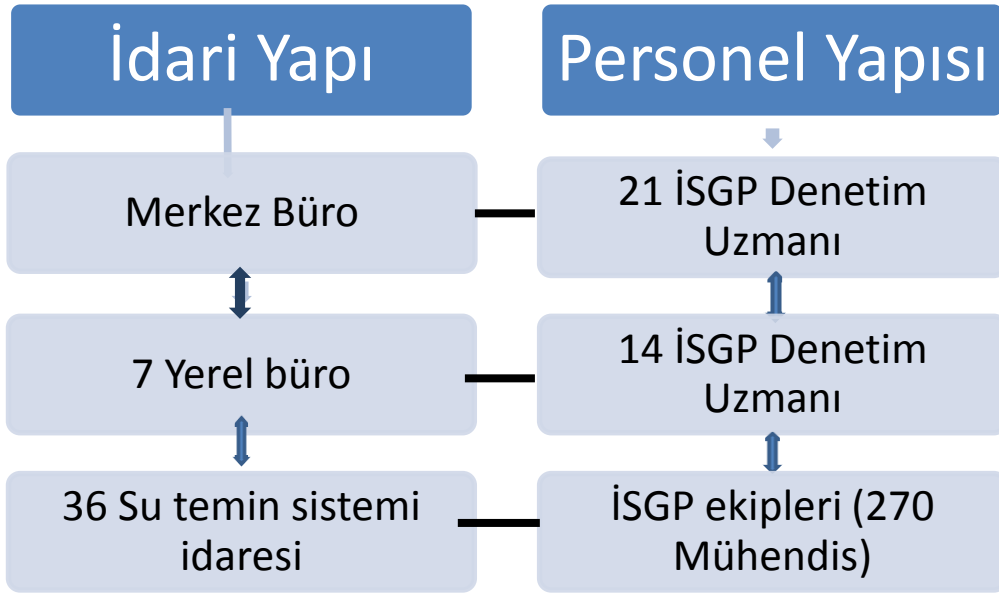 İdari Yapı
Personel Yapısı
Merkez Büro
21 İSGP Denetim
Uzmanı
7 Yerel büro
14 İSGP Denetim
Uzmanı
36 Su temin sistemi
idaresi
İSGP ekipleri (270
Mühendis)